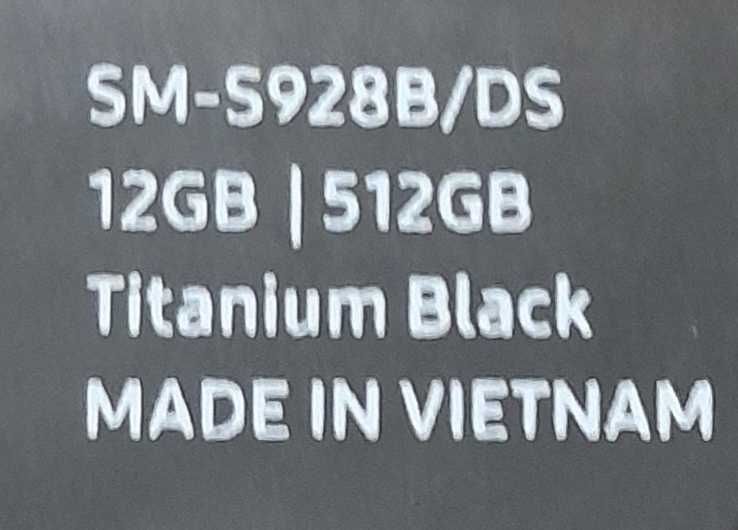 SM-S928B/DS
12GB | 512GB
Titanium Black
MADE IN VIETNAM